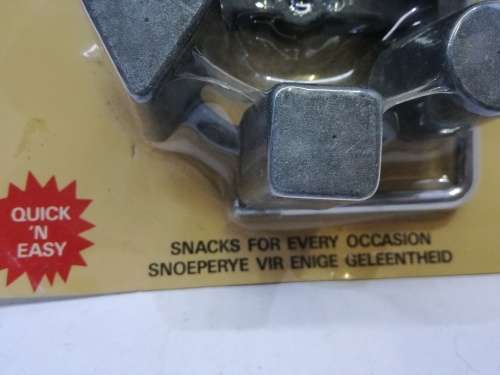 QUICK
'N
EASY
SNACKS FOR EVERY OCCASION
SNOEPERYE VIR ENIGE GELEENTHEID